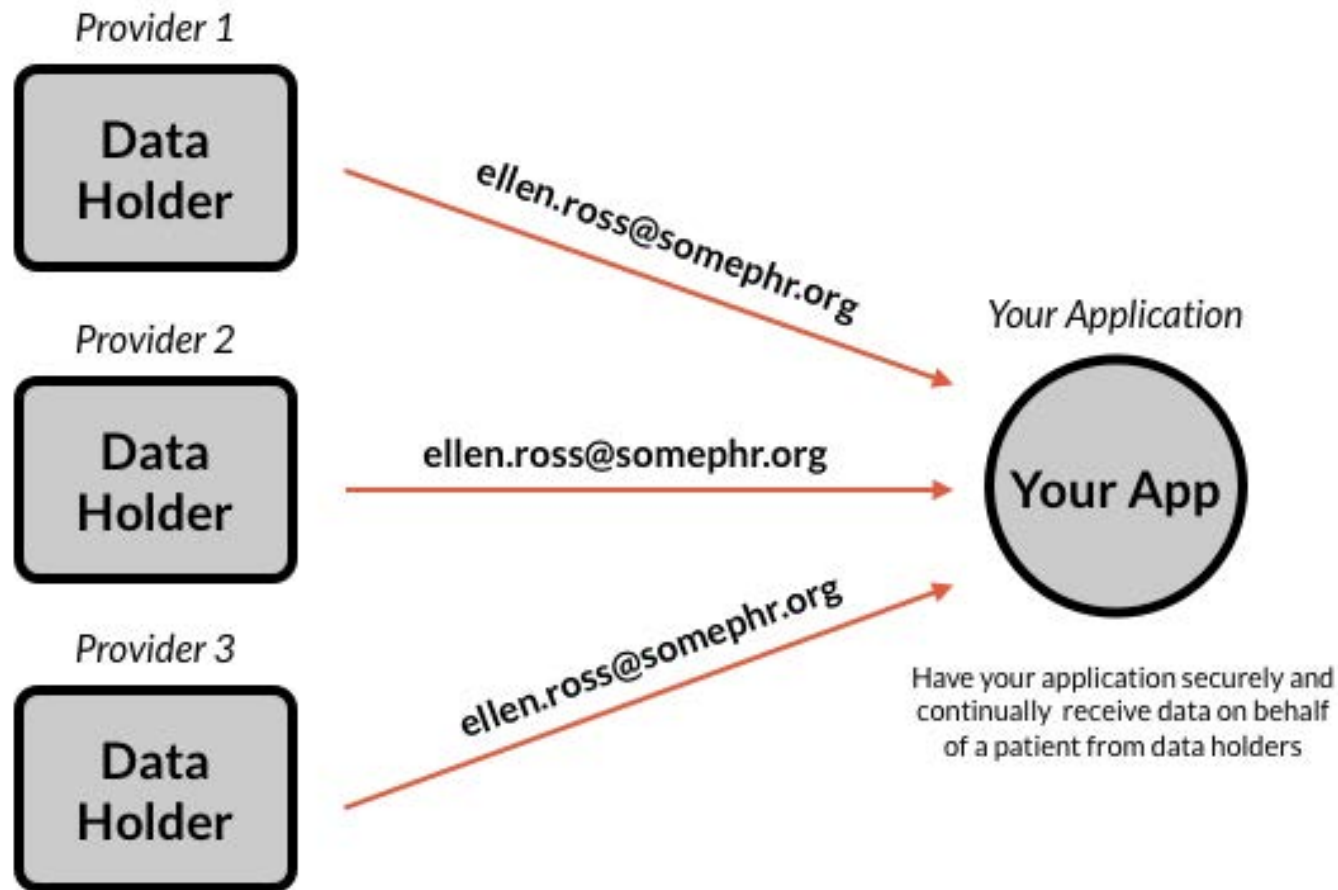 Provider 1
Data
Holder
ellen.ross@somephr.org
Provider 2
Data
Holder
ellen.ross@somephr.org
Provider 3
Data
Holder
ellen.ross@somephr.org
Your Application
Your App
Have your application securely and
continually receive data on behalf
of a patient from data holders